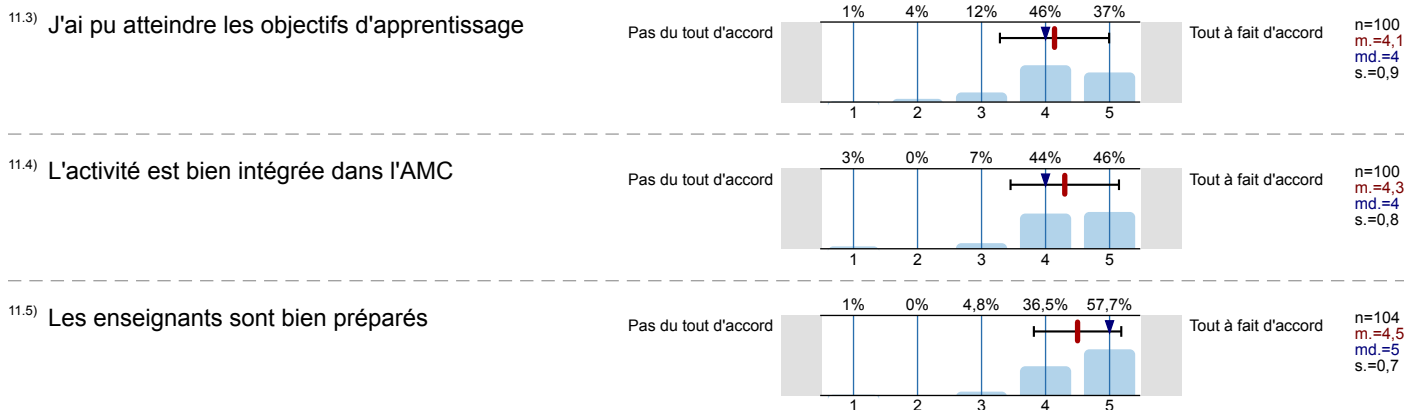 11.3) J'ai pu atteindre les objectifs d'apprentissage
1% 4% 12% 46% 37%
Pas du tout d'accord
Tout à fait d'accord
n=100
m.=4,1
md.=4
s.=0,9
1 2 3 4 5
11.4) L'activité est bien intégrée dans l'AMC
3% 0% 7% 44% 46%
Pas du tout d'accord
Tout à fait d'accord
n=100
m.=4,3
md.=4
s.=0,8
1 2 3 4 5
11.5) Les enseignants sont bien préparés
1% 0% 4,8% 36,5% 57,7%
Pas du tout d'accord
Tout à fait d'accord
n=104
m.=4,5
md.=5
s.=0,7
1 2 3 4 5